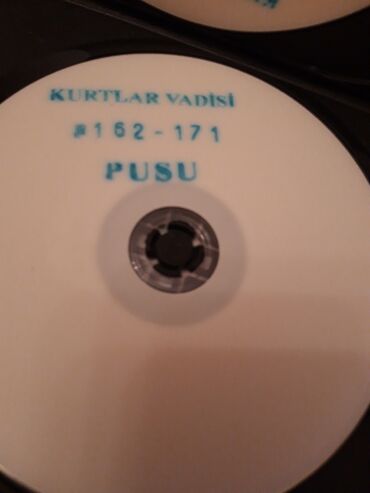 KURTLAR VADİSİ
#162-171
PUSU